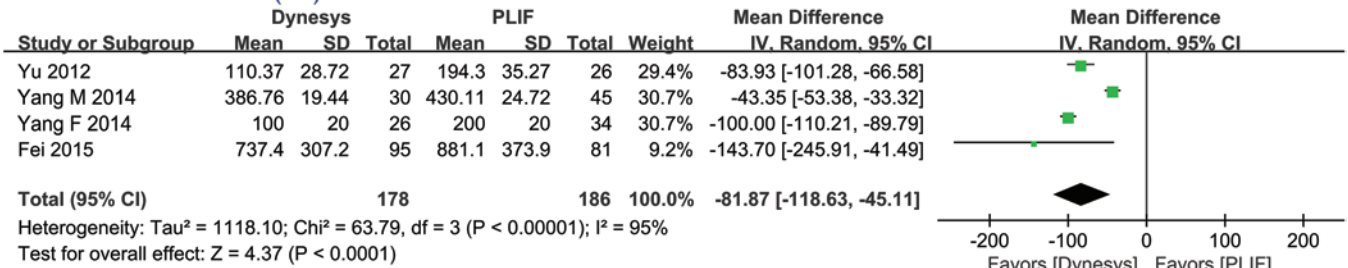 Dynesys PLIF Mean Difference Mean Difference
Study or Subgroup Mean SD Total Mean SD Total Weight IV, Random, 95% CI IV, Random, 95% CI
Yu 2012 110.37 28.72 27 194.3 35.27 26 29.4% -83.93 [-101.28, -66.58]
Yang M 2014 386.76 19.44 30 430.11 24.72 45 30.7% -43.35 [-53.38, -33.32]
Yang F 2014 100 20 26 200 20 34 30.7% -100.00 [-110.21, -89.79]
Fei 2015 737.4 307.2 95 881.1 373.9 81 9.2% -143.70 [-245.91, -41.49]
Total (95% CI) 178 186 100.0% -81.87 [-118.63, -45.11]
Heterogeneity: Tau² = 1118.10; Chi² = 63.79, df = 3 (P < 0.00001); I² = 95%
-200 -100 0 100 200
Test for overall effect: Z = 4.37 (P < 0.0001)
Favors [Dynesys] Favors [PLIF]